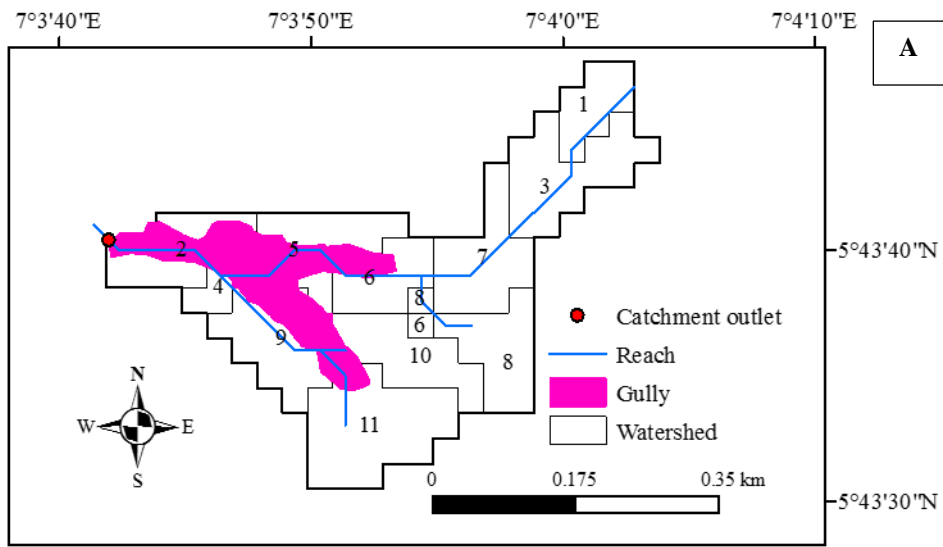 7°3'40"E 7°3'50"E 7°4'0"E 7°4'10"E
A
1
3
2 5 7
5°43'40"N
6
4 8
Catchment outlet
6
9 Reach
10 8
N Gully
W E 11 Watershed
S
0 0.175 0.35 km
5°43'30"N